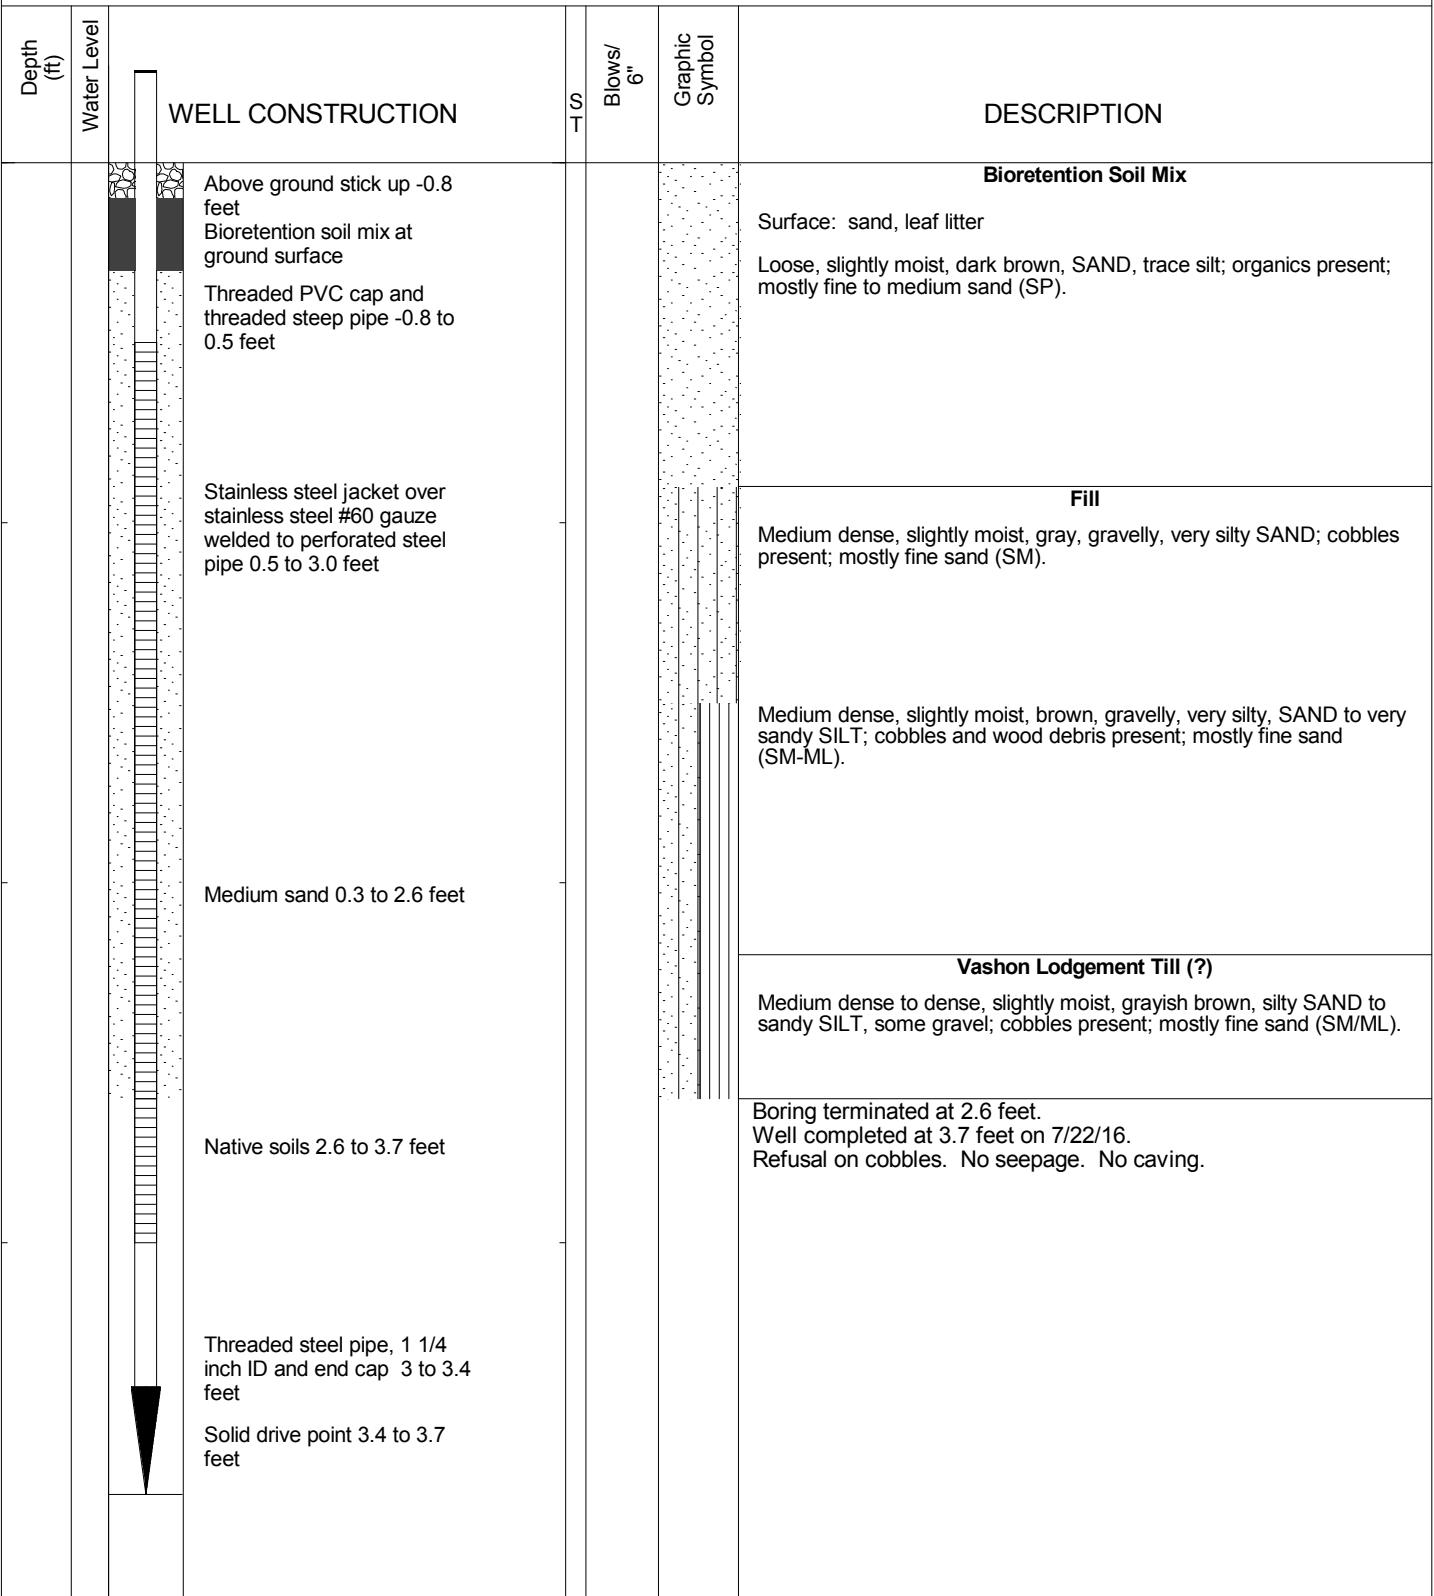 Depth
(ft)
Water Level
WELL CONSTRUCTION
S
T
Blows/
6"
Graphic
Symbol
DESCRIPTION
Above ground stick up -0.8
feet
Bioretention soil mix at
ground surface
Threaded PVC cap and
threaded steep pipe -0.8 to
0.5 feet
Stainless steel jacket over
stainless steel #60 gauze
welded to perforated steel
pipe 0.5 to 3.0 feet
Medium sand 0.3 to 2.6 feet
Native soils 2.6 to 3.7 feet
Threaded steel pipe, 1 1/4
inch ID and end cap  3 to 3.4
feet
Solid drive point 3.4 to 3.7
feet
Bioretention Soil Mix
Surface:  sand, leaf litter
Loose, slightly moist, dark brown, SAND, trace silt; organics present;
mostly fine to medium sand (SP).
Fill
Medium dense, slightly moist, gray, gravelly, very silty SAND; cobbles
present; mostly fine sand (SM).
Medium dense, slightly moist, brown, gravelly, very silty, SAND to very
sandy SILT; cobbles and wood debris present; mostly fine sand
(SM-ML).
Vashon Lodgement Till (?)
Medium dense to dense, slightly moist, grayish brown, silty SAND to
sandy SILT, some gravel; cobbles present; mostly fine sand (SM/ML).
Boring terminated at 2.6 feet.
Well completed at 3.7 feet on 7/22/16.
Refusal on cobbles.  No seepage.  No caving.